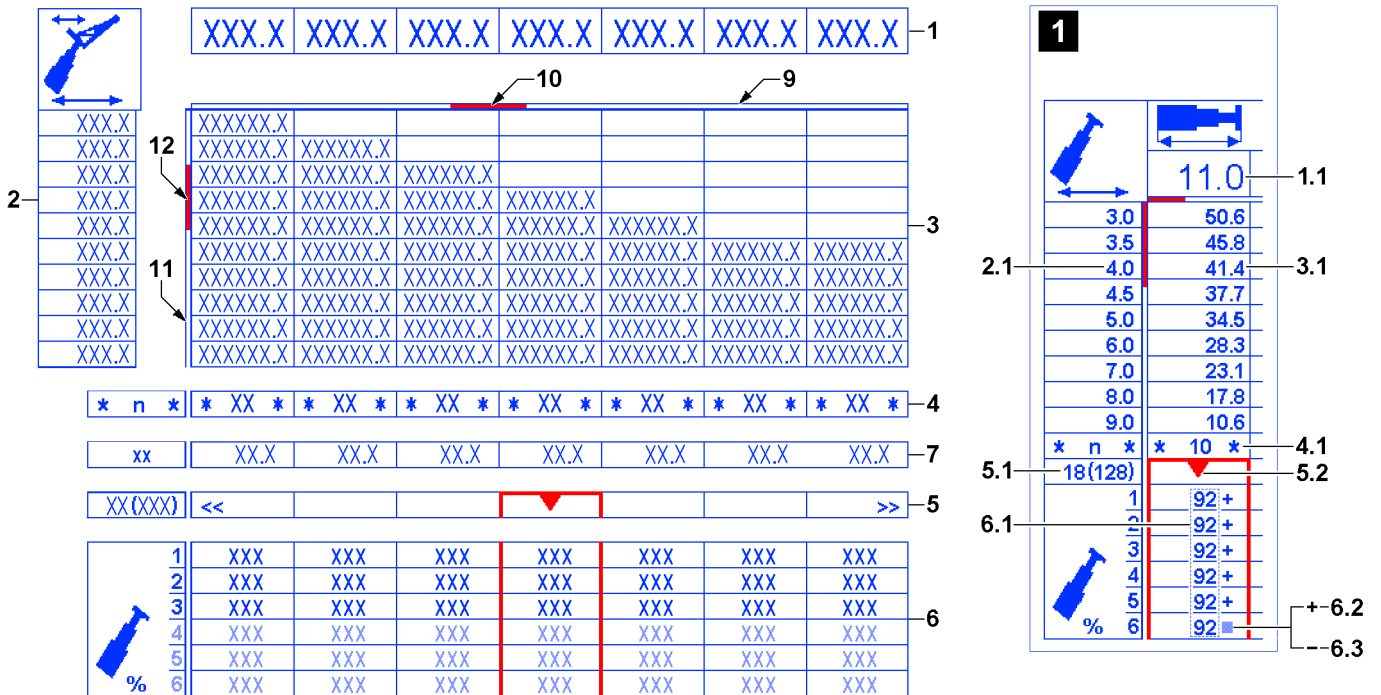 XXX.X XXX.X XXX.X XXX.X XXX.X XXX.X XXX.X 1
10 9
XXX.X XXXXXX.X
XXX.X XXXXXX.X XXXXXX.X
12
XXX.X XXXXXX.X XXXXXX.X XXXXXX.X
2 XXX.X XXXXXX.X XXXXXX.X XXXXXX.X XXXXXX.X
XXX.X XXXXXX.X XXXXXX.X XXXXXX.X XXXXXX.X XXXXXX.X 3
XXX.X XXXXXX.X XXXXXX.X XXXXXX.X XXXXXX.X XXXXXX.X XXXXXX.X XXXXXX.X
11
XXX.X XXXXXX.X XXXXXX.X XXXXXX.X XXXXXX.X XXXXXX.X XXXXXX.X XXXXXX.X
XXX.X XXXXXX.X XXXXXX.X XXXXXX.X XXXXXX.X XXXXXX.X XXXXXX.X XXXXXX.X
XXX.X XXXXXX.X XXXXXX.X XXXXXX.X XXXXXX.X XXXXXX.X XXXXXX.X XXXXXX.X
XXX.X XXXXXX.X XXXXXX.X XXXXXX.X XXXXXX.X XXXXXX.X XXXXXX.X XXXXXX.X
* n * * XX * * XX * * XX * * XX * * XX * * XX * * XX * 4
xx XX.X XX.X XX.X XX.X XX.X XX.X XX.X 7
XX(XXX) << >> 5
1 XXX XXX XXX XXX XXX XXX XXX
2 XXX XXX XXX XXX XXX XXX XXX
3 XXX XXX XXX XXX XXX XXX XXX 6
4 XXX XXX XXX XXX XXX XXX XXX
5 XXX XXX XXX XXX XXX XXX XXX
% 6 XXX XXX XXX XXX XXX XXX XXX
1
11.0 1.1
3.0 50.6
3.5 45.8
2.1 4.0 41.4 3.1
4.5 37.7
5.0 34.5
6.0 28.3
7.0 23.1
8.0 17.8
9.0 10.6
* n * * 10 * 4.1
5.1 18(128) 5.2
1 92 +
6.1 2 92 +
3 92 +
4 92 +
5 92 +
+ 6.2
% 6 92
- 6.3